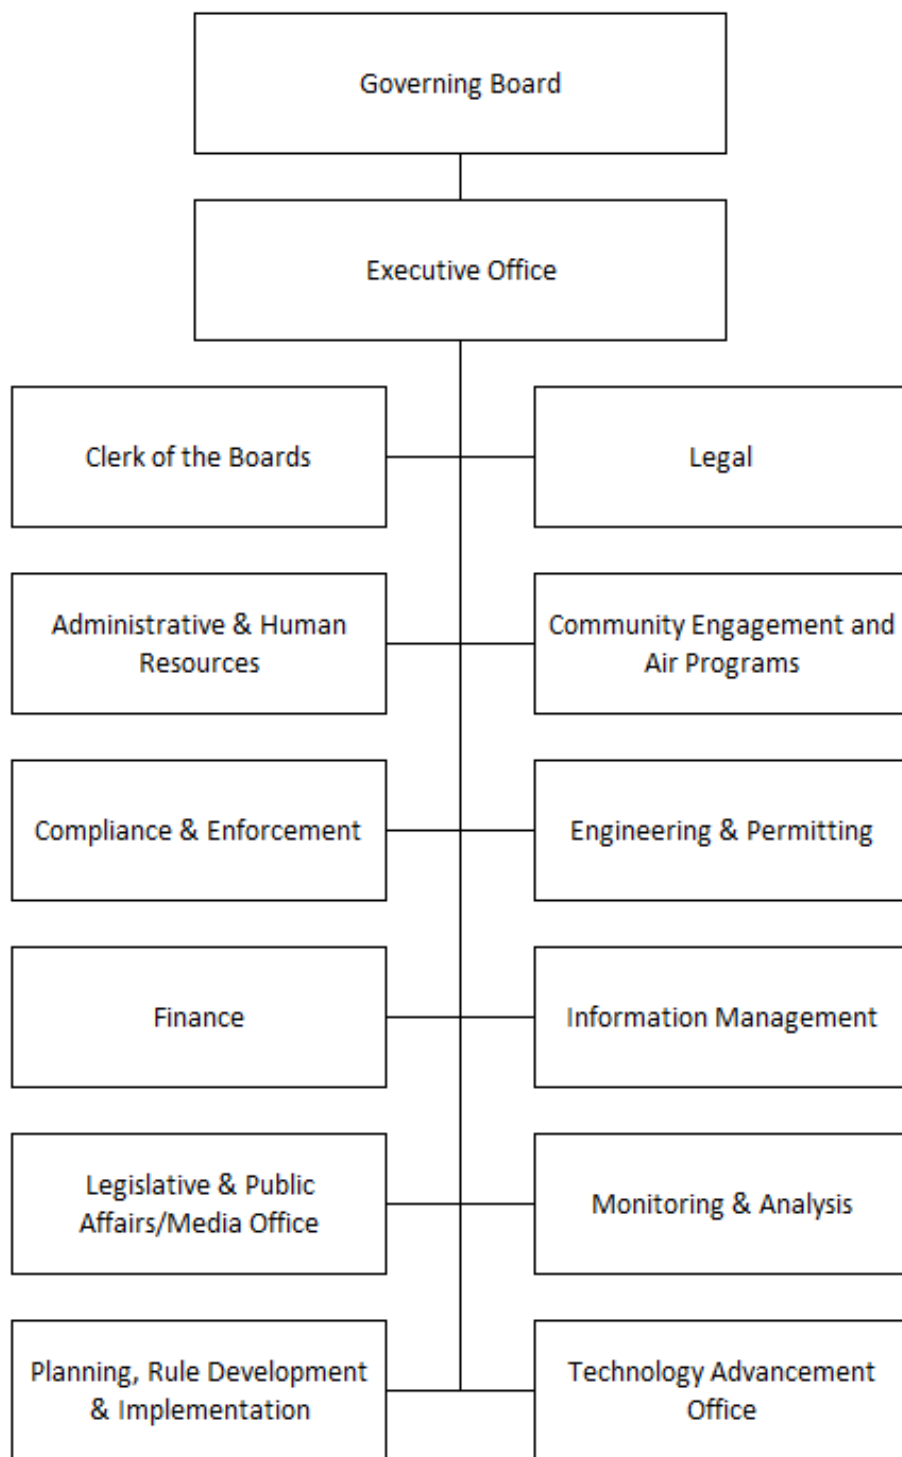 Governing Board
Executive Office
Clerk of the Boards
Legal
Administrative & Human
Resources
Community Engagement and
Air Programs
Compliance & Enforcement
Engineering & Permitting
Finance
Information Management
Legislative & Public
Affairs/Media Office
Monitoring & Analysis
Planning, Rule Development
& Implementation
Technology Advancement
Office